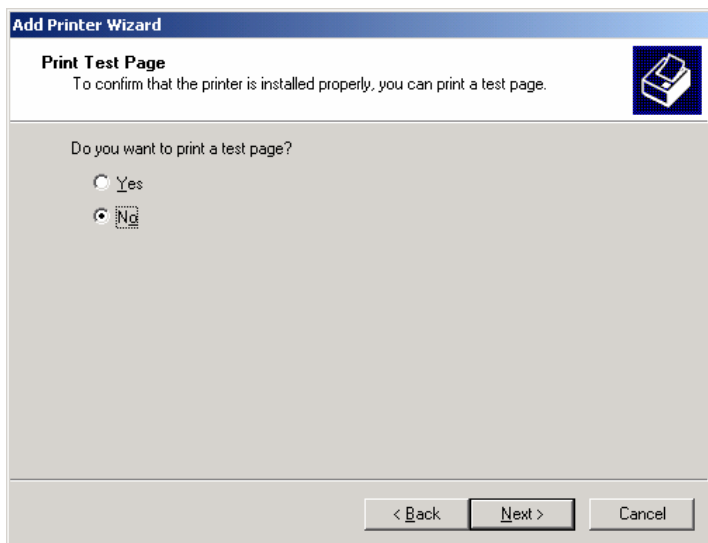 Add Printer Wizard
Print Test Page
To confirm that the printer is installed properly, you can print a test page.
Do you want to print a test page?
Yes
No
< Back
Next >
Cancel